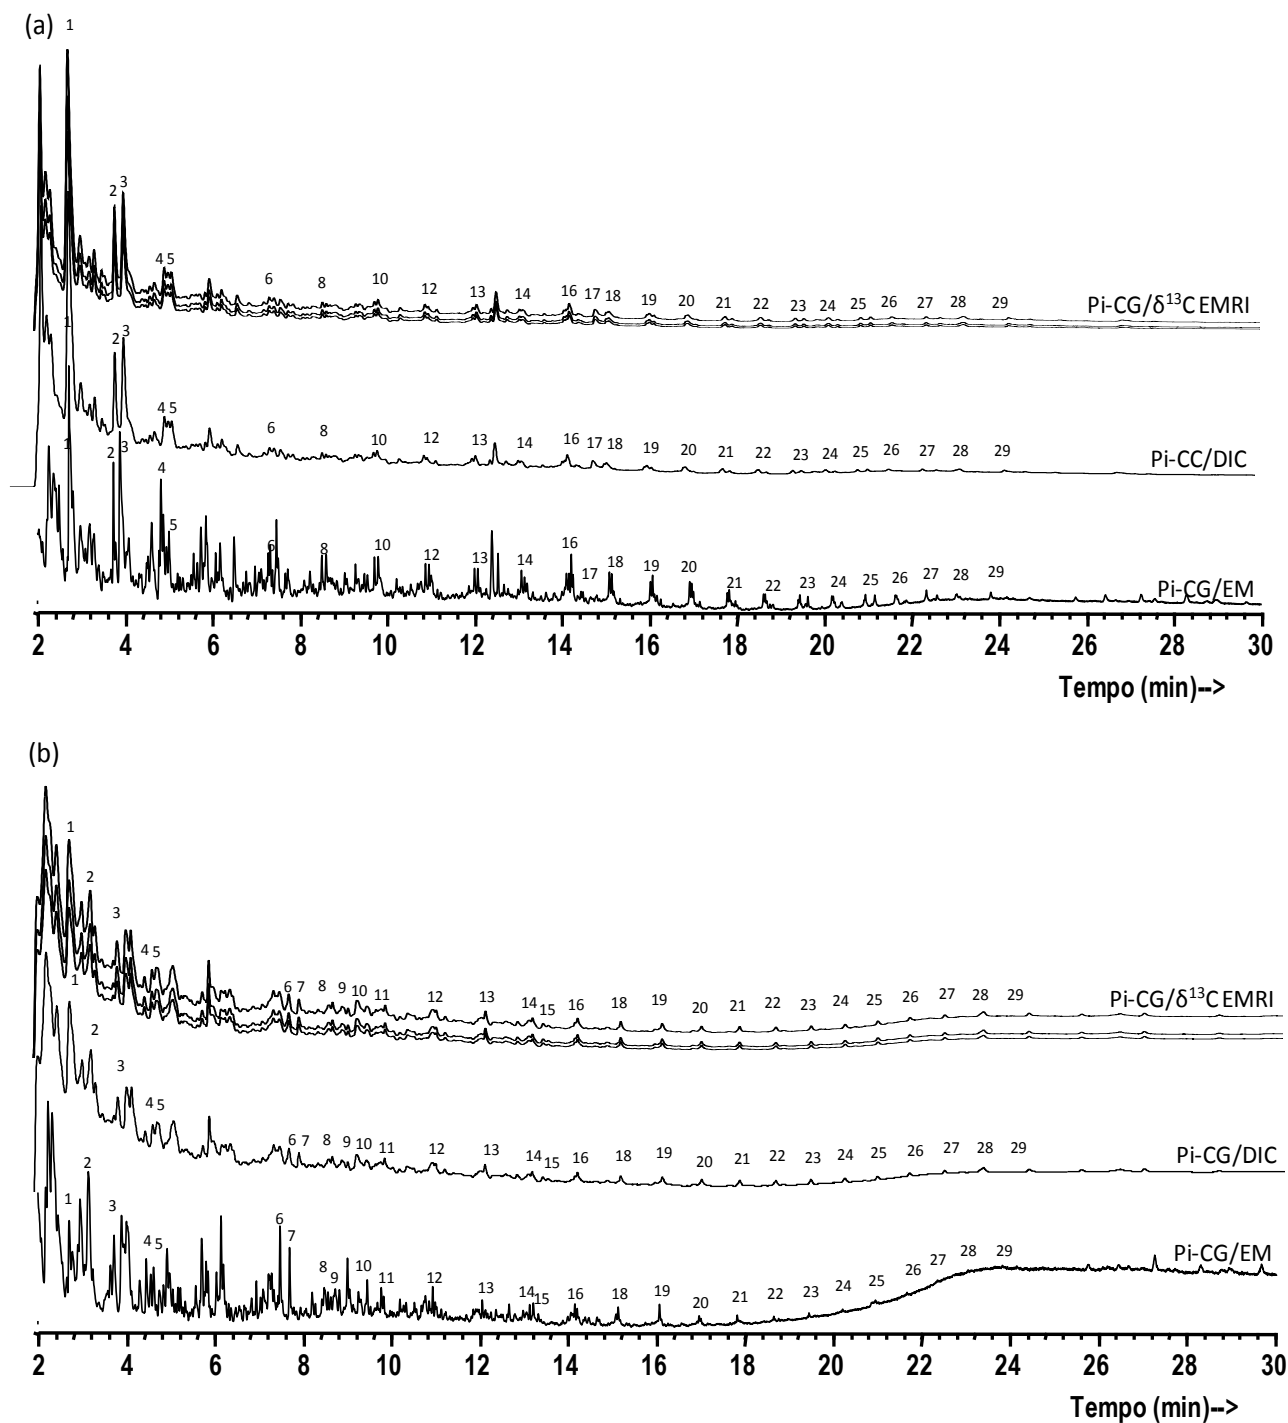 (a)
1
2 3
4 5 6 8 10 12 13 14 16 17 18 19 20 21 22 23 24 25 26 27 28 29
Pi-CG/δ¹³C EMRI
1
2 3
4 5 6 8 10 12 13 14 16 17 18 19 20 21 22 23 24 25 26 27 28 29
Pi-CC/DIC
1
2 3
4 5 6 8 10 12 13 14 16 17 18 19 20 21 22 23 24 25 26 27 28 29
Pi-CG/EM
2 4 6 8 10 12 14 16 18 20 22 24 26 28 30
Tempo (min)-->
(b)
1
2
3
4 5 6 7 8 9 10 11 12 13 14 15 16 18 19 20 21 22 23 24 25 26 27 28 29
Pi-CG/δ¹³C EMRI
1
2
3
4 5 6 7 8 9 10 11 12 13 14 15 16 18 19 20 21 22 23 24 25 26 27 28 29
Pi-CG/DIC
1
2
3
4 5 6 7 8 9 10 11 12 13 14 15 16 18 19 20 21 22 23 24 25 26 27 28 29
Pi-CG/EM
2 4 6 8 10 12 14 16 18 20 22 24 26 28 30
Tempo (min)-->